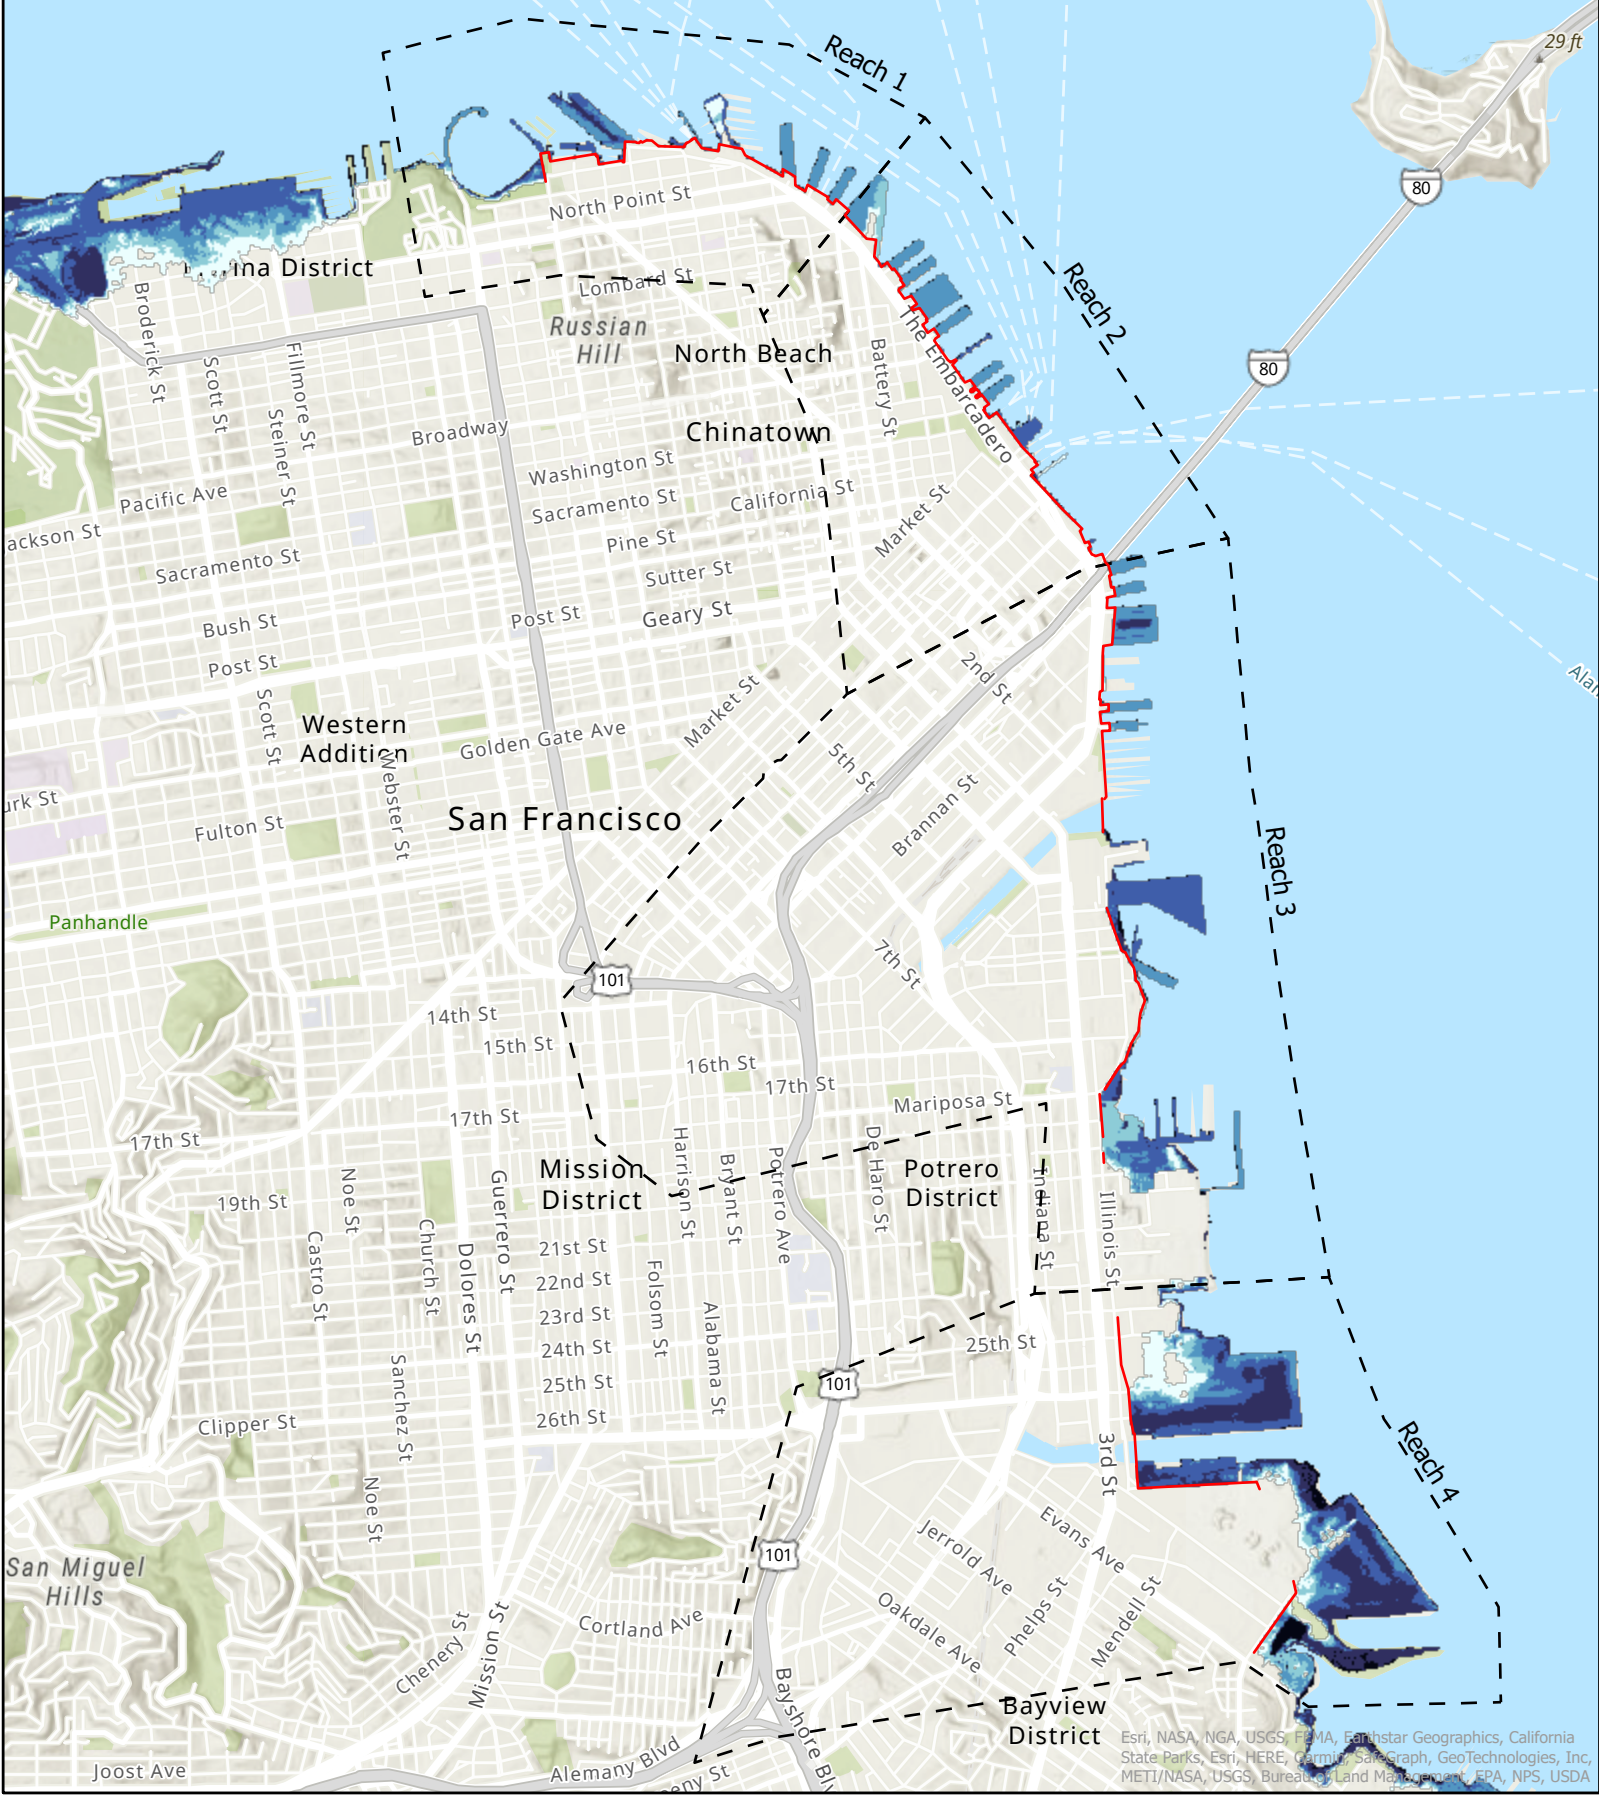 29 ft
Reach 1
80
North Point St
ina District
Lombard St
Reach 2
Broderick St
Russian
Hill
North Beach
80
Scott St
Fillmore St
Battery St
The Embarcadero
Steiner St
Broadway
Chinatown
Washington St
Pacific Ave
Sacramento St
California St
Market St
ackson St
Pine St
Sacramento St
Sutter St
Bush St
Post St
Geary St
Post St
2nd St
Alam
Scott St
Market St
Western
Addition
Golden Gate Ave
5th St
Webster St
urk St
Brannan St
Fulton St
San Francisco
Reach 3
Panhandle
7th St
101
14th St
15th St
16th St
17th St
Mariposa St
17th St
17th St
Mission
District
Harrison St
Bryant St
Potrero Ave
De Haro St
Potrero
District
Indiana St
Illinois St
19th St
Noe St
Guerrero St
Castro St
Church St
Dolores St
21st St
22nd St
23rd St
24th St
25th St
26th St
Folsom St
Alabama St
25th St
101
Sanchez St
Clipper St
Reach 4
3rd St
Noe St
Evans Ave
Jerrold Ave
101
San Miguel
Hills
Phelps St
Mendell St
Oakdale Ave
Cortland Ave
Chenery St
Mission St
Bayshore Blv
Bayview
District
Alemany Blvd
Joost Ave
eny St
Esri, NASA, NGA, USGS, FEMA, Earthstar Geographics, California
State Parks, Esri, HERE, Garmin, SafeGraph, GeoTechnologies, Inc,
METI/NASA, USGS, Bureau of Land Management, EPA, NPS, USDA